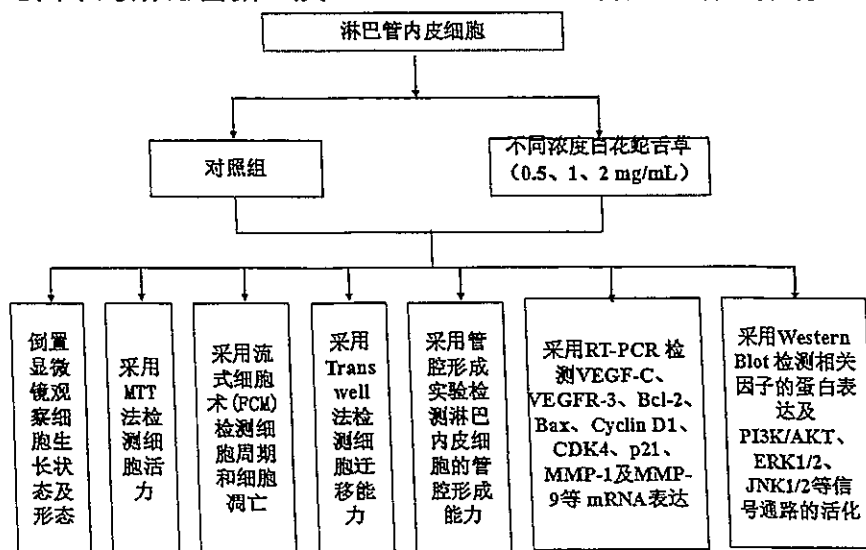 淋巴管内皮细胞
对照组
不同浓度白花蛇舌草
(0.5、1、2 mg/mL)
倒置
显微
镜观
察细
胞生
长状
态及
形态
采用
MTT
法检
测细
胞活
力
采用流
式细胞
术(FCM)
检测细
胞周期
和细胞
凋亡
采用
Trans
well
法检
测细
胞迁
移能
力
采用管
腔形成
实验检
测淋巴
内皮细
胞的管
腔形成
能力
采用RT-PCR 检
测VEGF-C、
VEGFR-3、Bcl-2、
Bax、Cyclin D1、
CDK4、p21、
MMP-1及MMP-
9等 mRNA表达
采用Western
Blot 检测相关
因子的蛋白表
达及
PI3K/AKT、
ERK1/2、
JNK1/2等信
号通路的活化